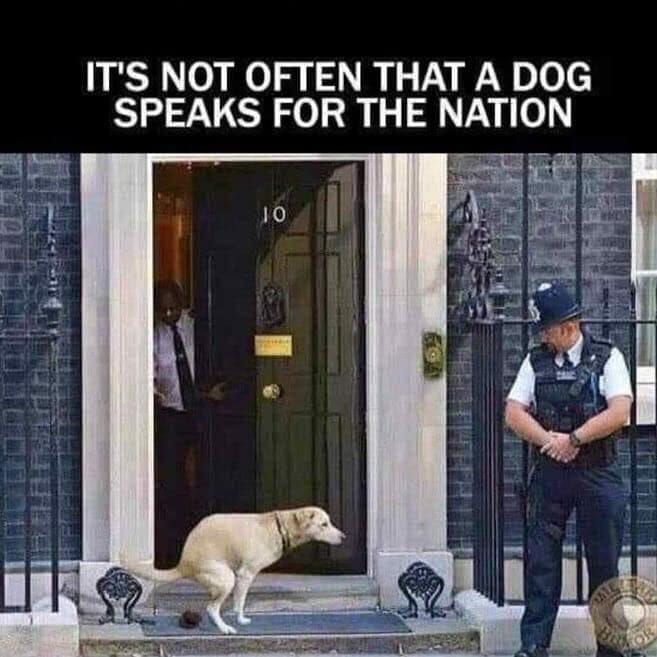 IT'S NOT OFTEN THAT A DOG
SPEAKS FOR THE NATION
10